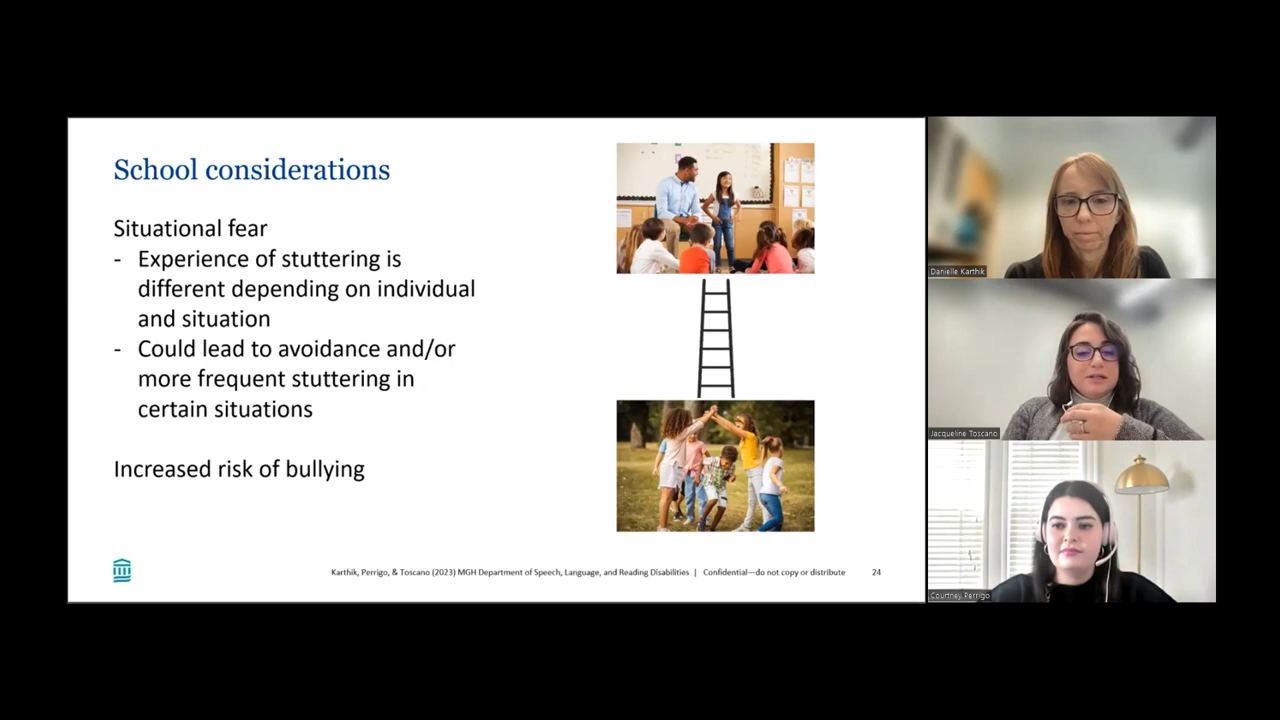 School considerations
Situational fear
- Experience of stuttering is
different depending on individual
and situation
- Could lead to avoidance and/or
more frequent stuttering in
certain situations
Increased risk of bullying
Karthik, Perrigo, & Toscano (2023) MGH Department of Speech, Language, and Reading Disabilities | Confidential—do not copy or distribute 24
Danielle Karthik
Jacqueline Toscano
Courtney Perrigo